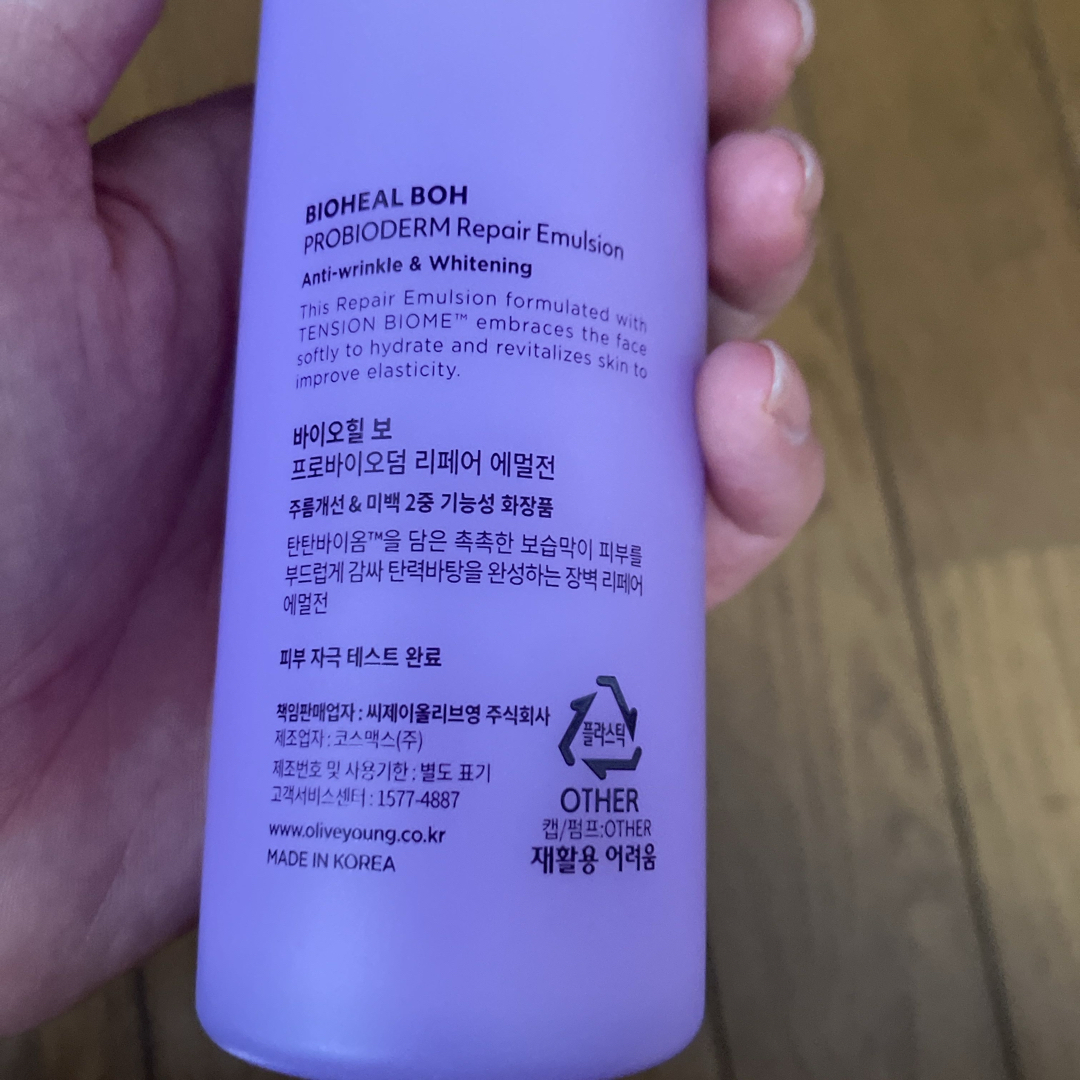 BIOHEAL BOH
PROBIODERM Repair Emulsion
Anti-wrinkle & Whitening
This Repair Emulsion formulated with
TENSION BIOME™ embraces the face
softly to hydrate and revitalizes skin to
improve elasticity.
바이오힐 보
프로바이오덤 리페어 에멀전
주름개선 & 미백 2중 기능성 화장품
탄탄바이옴™을 담은 촉촉한 보습막이 피부를
부드럽게 감싸 탄력바탕을 완성하는 장벽 리페어
에멀전
피부 자극 테스트 완료
책임판매업자 : 씨제이올리브영 주식회사
제조업자 : 코스맥스(주)
제조번호 및 사용기한 : 별도 표기
고객서비스센터 : 1577-4887
www.oliveyoung.co.kr
MADE IN KOREA
플라스틱
OTHER
캡/펌프:OTHER
재활용 어려움